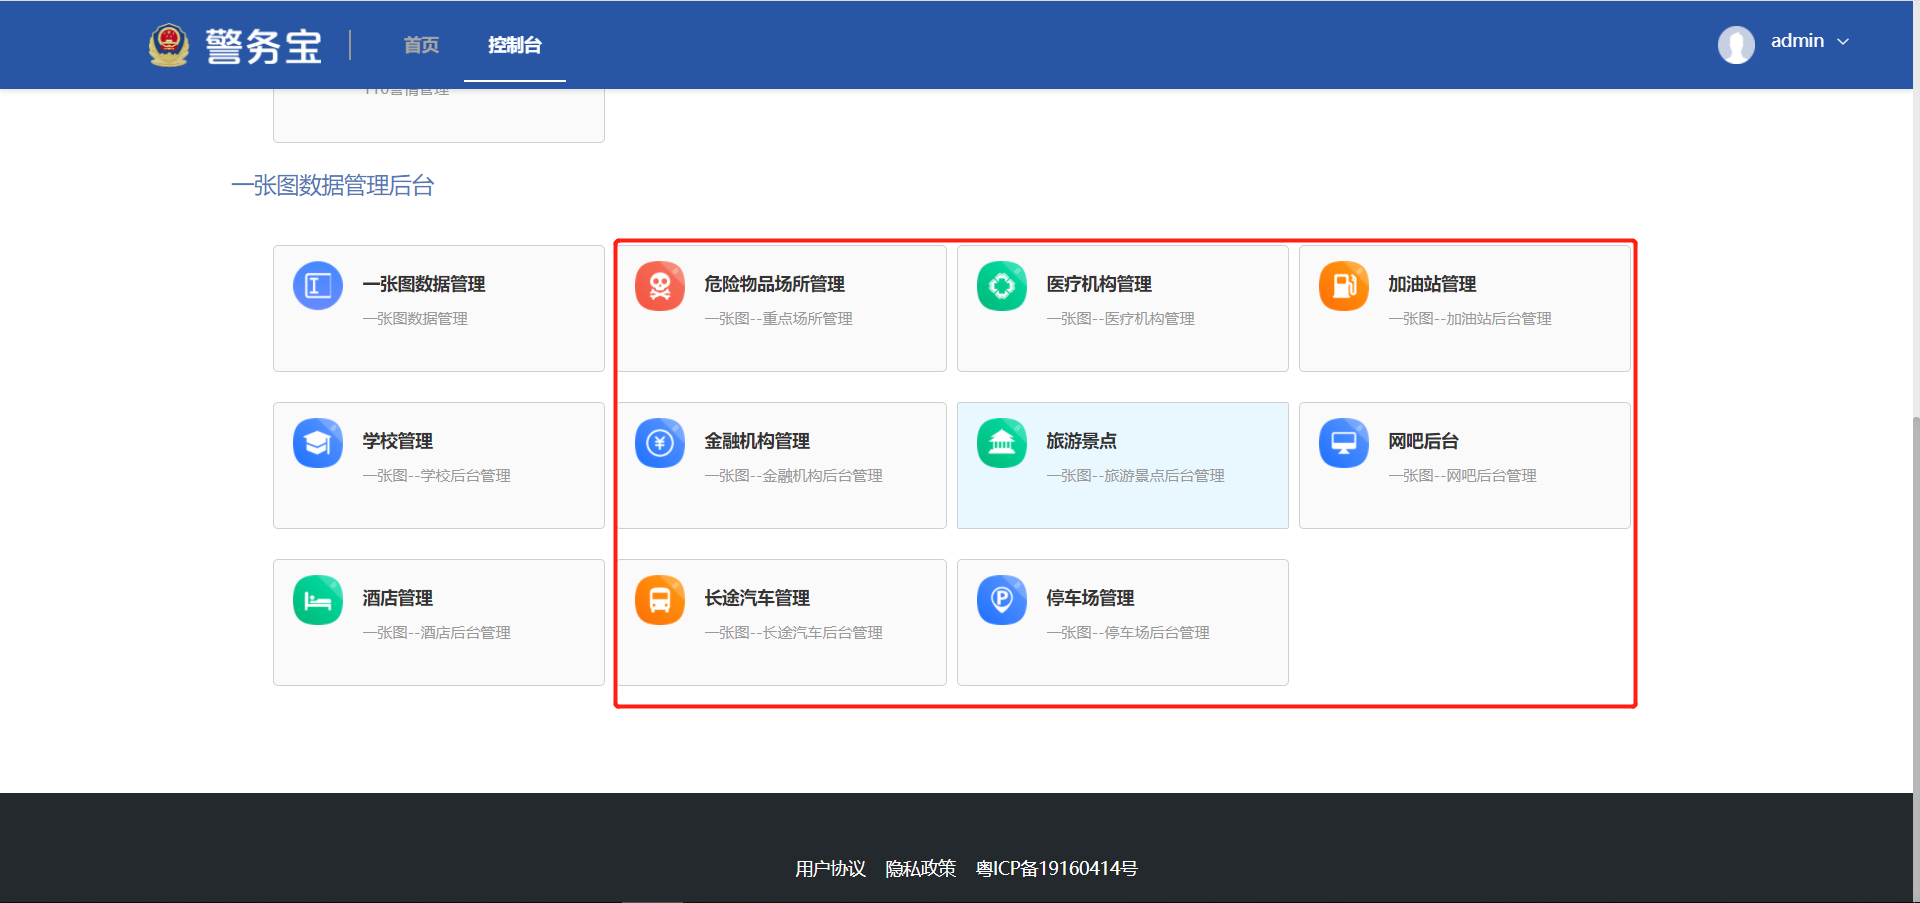 警务宝
首页
控制台
admin
110警情管理
一张图数据管理后台
一张图数据管理
一张图数据管理
危险物品场所管理
一张图--重点场所管理
医疗机构管理
一张图--医疗机构管理
加油站管理
一张图--加油站后台管理
学校管理
一张图--学校后台管理
金融机构管理
一张图--金融机构后台管理
旅游景点
一张图--旅游景点后台管理
网吧后台
一张图--网吧后台管理
酒店管理
一张图--酒店后台管理
长途汽车管理
一张图--长途汽车后台管理
停车场管理
一张图--停车场后台管理
用户协议 隐私政策 粤ICP备19160414号